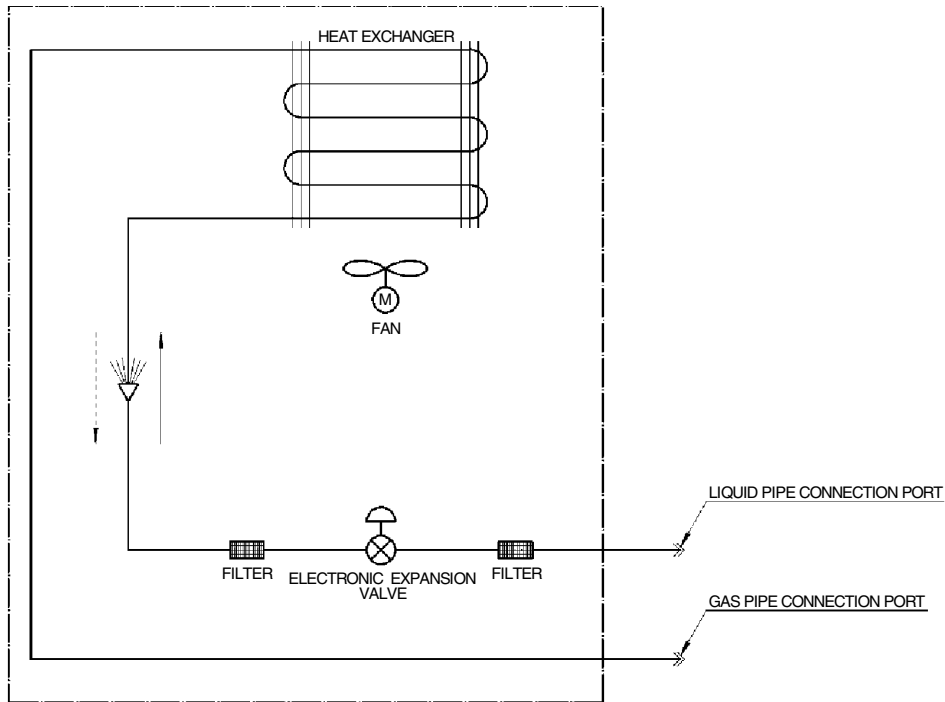 HEAT EXCHANGER
M
FAN
LIQUID PIPE CONNECTION PORT
FILTER
ELECTRONIC EXPANSION
VALVE
FILTER
GAS PIPE CONNECTION PORT